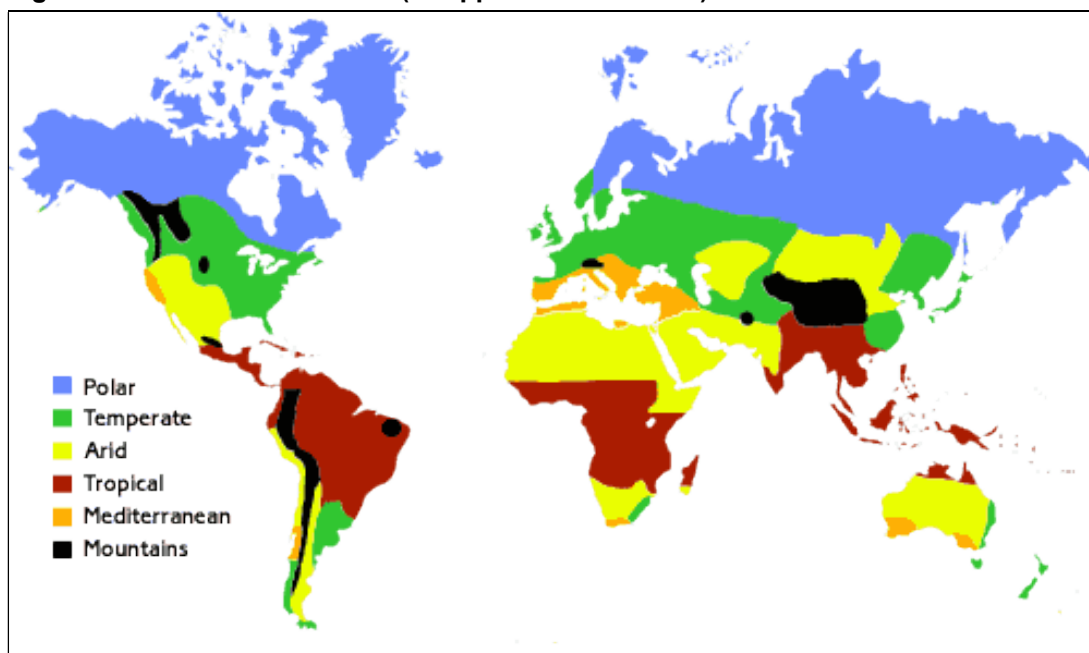 Polar
Temperate
Arid
Tropical
Mediterranean
Mountains